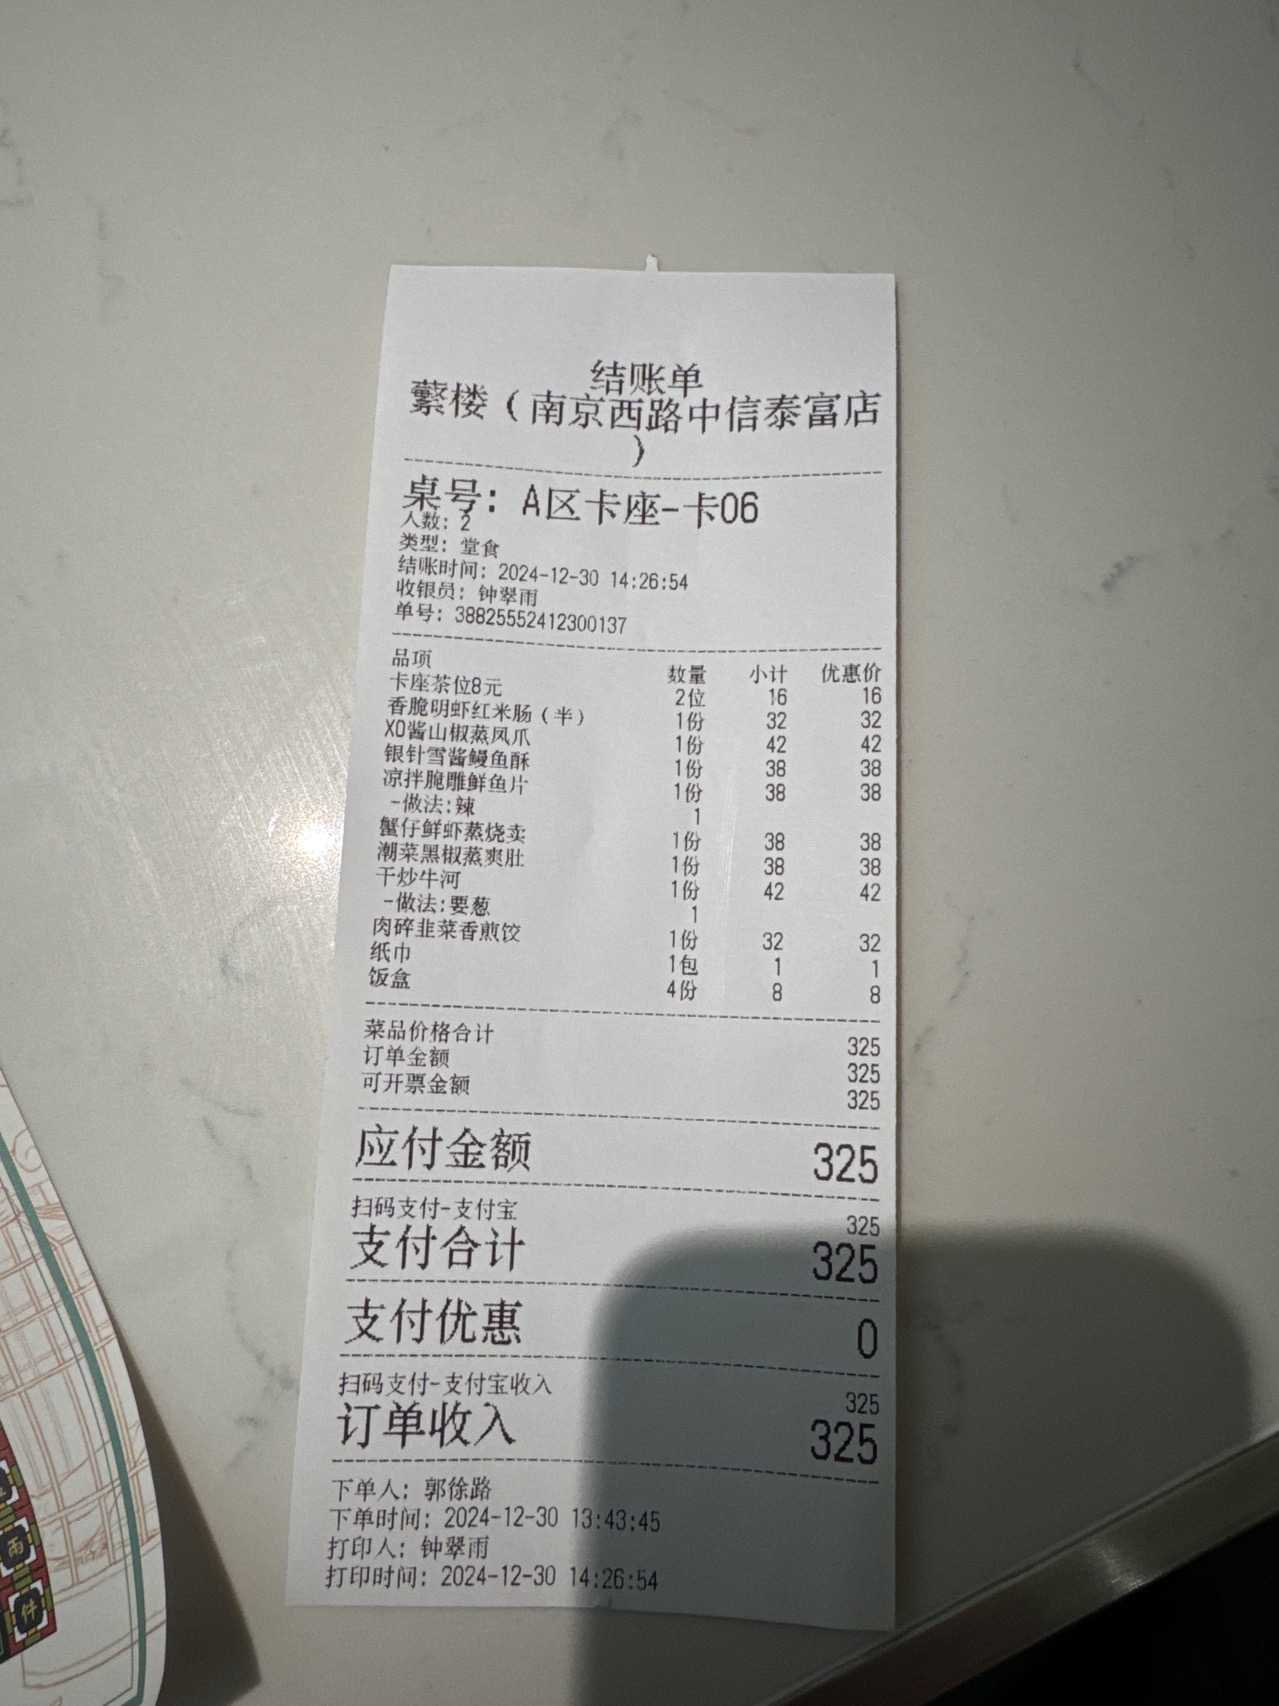 结账单
蘩楼（南京西路中信泰富店
）
桌号：A区卡座-卡06
人数：2
类型：堂食
结账时间：2024-12-30 14:26:54
收银员：钟翠雨
单号：38825552412300137
品项 数量 小计 优惠价
卡座茶位8元 2位 16 16
香脆明虾红米肠（半） 1份 32 32
XO酱山椒蒸凤爪 1份 42 42
银针雪酱鳗鱼酥 1份 38 38
凉拌脆雕鲜鱼片 1份 38 38
-做法:辣 1
蟹仔鲜虾蒸烧卖 1份 38 38
潮菜黑椒蒸爽肚 1份 38 38
干炒牛河 1份 42 42
-做法:要葱 1
肉碎韭菜香煎饺 1份 32 32
纸巾 1包 1 1
饭盒 4份 8 8
菜品价格合计 325
订单金额 325
可开票金额 325
应付金额 325
扫码支付-支付宝 325
支付合计 325
支付优惠 0
扫码支付-支付宝收入 325
订单收入 325
下单人：郭徐路
下单时间：2024-12-30 13:43:45
打印人：钟翠雨
打印时间：2024-12-30 14:26:54
雨
件